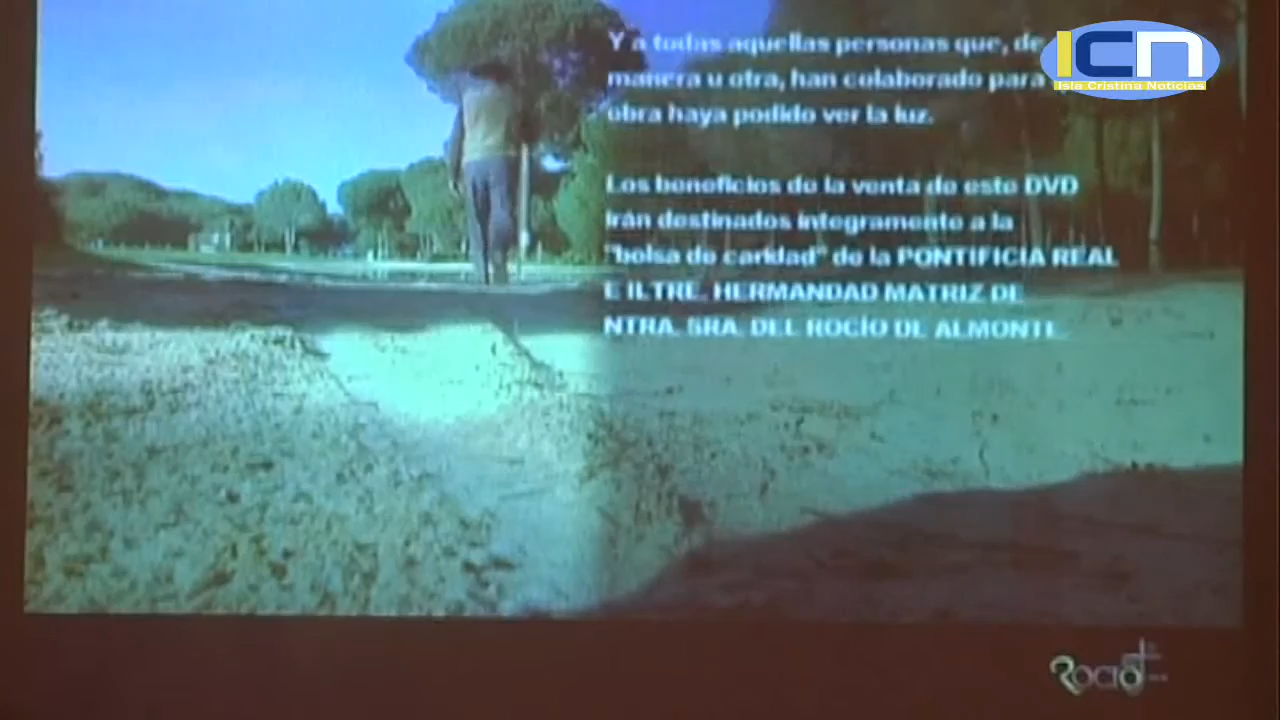 Y a todas aquellas personas que, de
manera u otra, han colaborado para
obra haya podido ver la luz.
Los beneficios de la venta de este DVD
irán destinados íntegramente a la
"bolsa de caridad" de la PONTIFICIA REAL
E ILTRE. HERMANDAD MATRIZ DE
NTRA. SRA. DEL ROCÍO DE ALMONTE.
ICN
Isla Cristina Noticias
Rocio